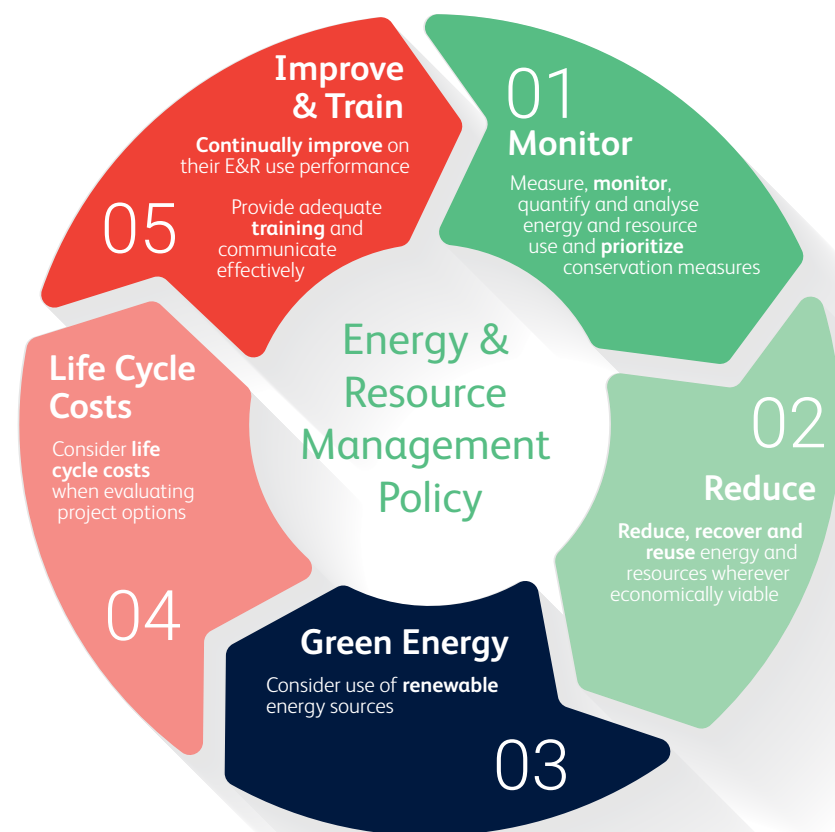 Energy &
Resource
Management
Policy
01
Monitor
Measure, monitor,
quantify and analyse
energy and resource
use and prioritize
conservation measures
02
Reduce
Reduce, recover and
reuse energy and
resources wherever
economically viable
Green Energy
Consider use of renewable
energy sources
03
Life Cycle
Costs
Consider life
cycle costs
when evaluating
project options
04
Improve
& Train
Continually improve on
their E&R use performance
05
Provide adequate
training and
communicate
effectively